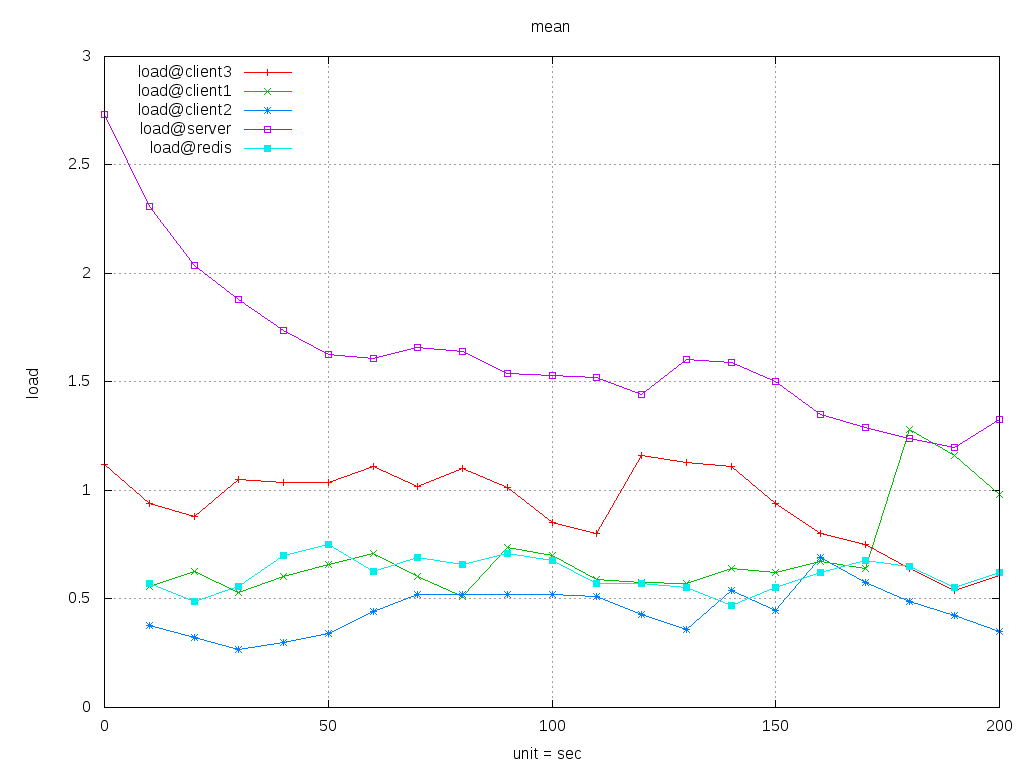 mean
3
load@client3
load@client1
load@client2
load@server
load@redis
2.5
2
1.5
load
1
0.5
0
0 50 100 150 200
unit = sec